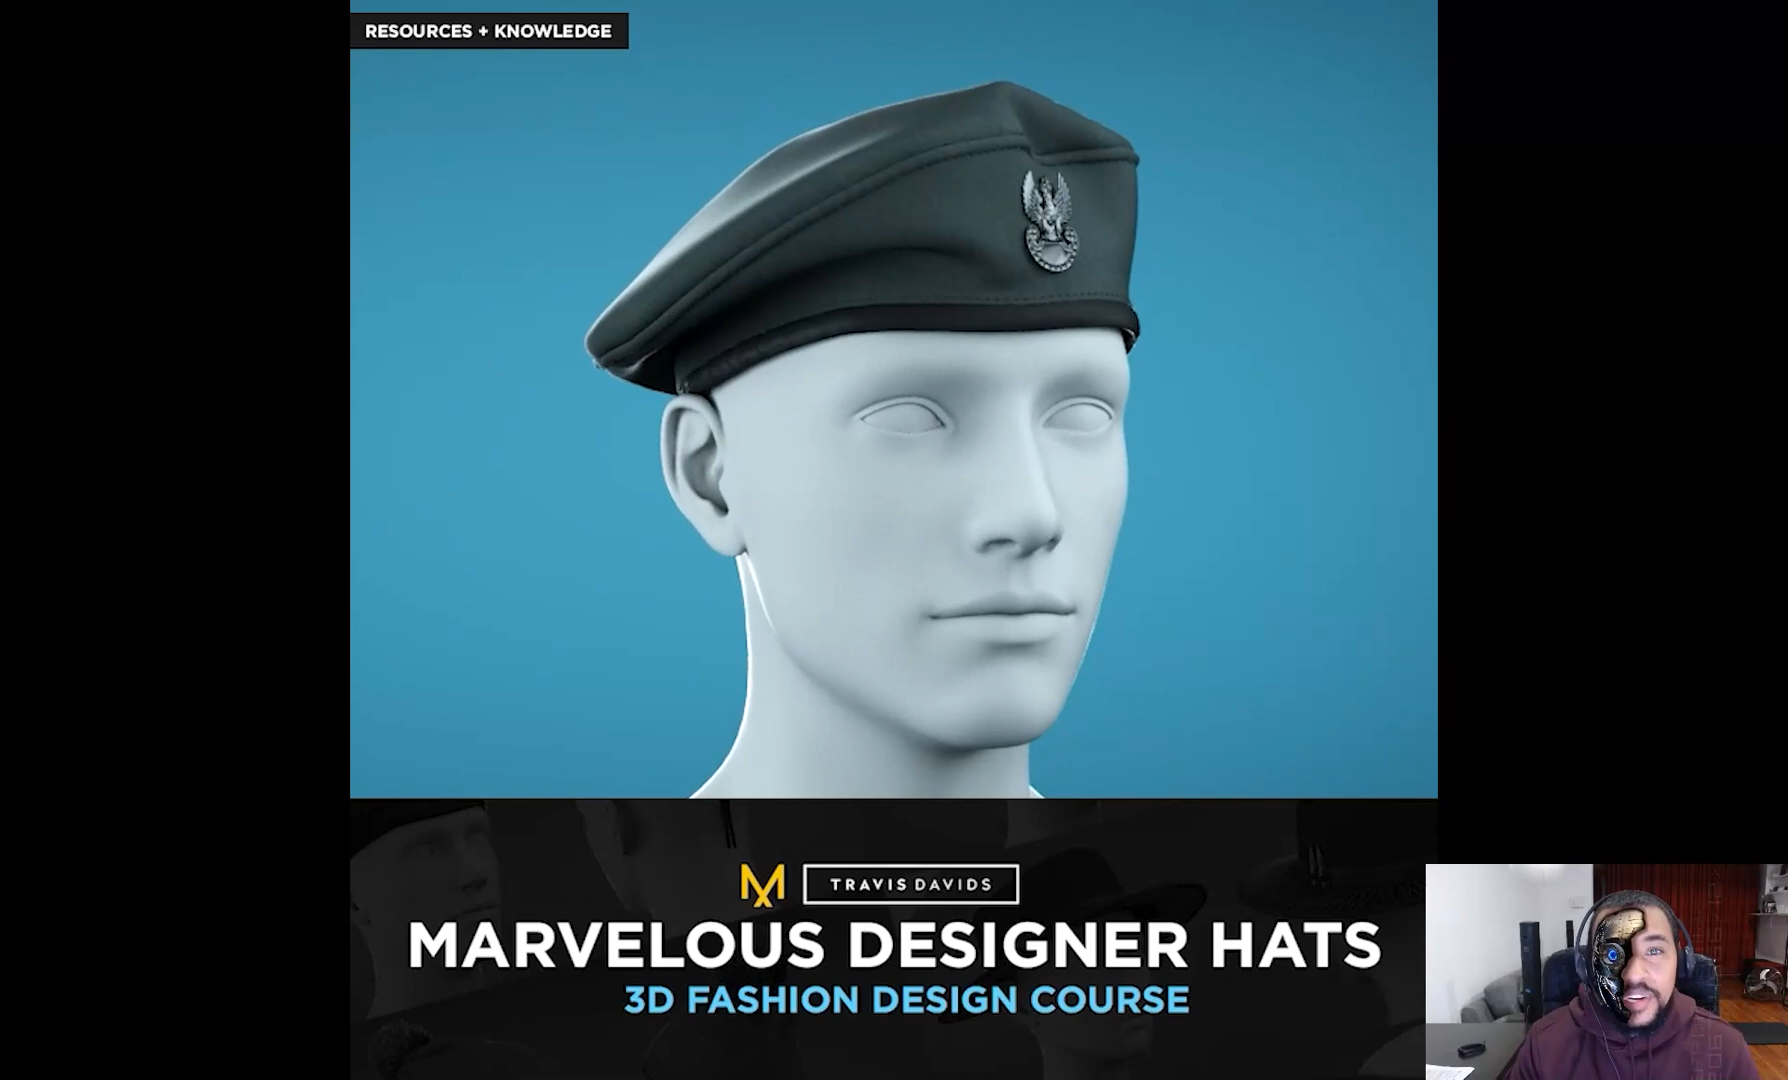 RESOURCES + KNOWLEDGE
TRAVIS DAVIDS
MARVELOUS DESIGNER HATS
3D FASHION DESIGN COURSE